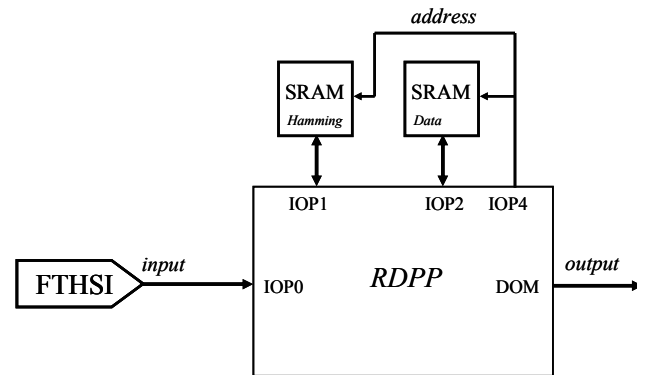 address
SRAM
Hamming
SRAM
Data
IOP1
IOP2
IOP4
FTHSI
input
IOP0
RDPP
DOM
output